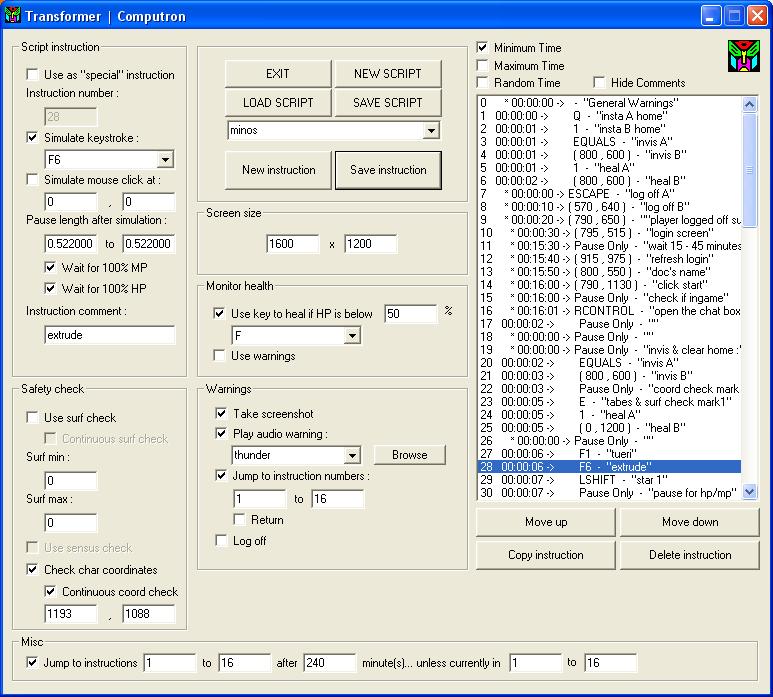 Transformer | Computron
Script instruction
Use as "special" instruction
Instruction number :
28
Simulate keystroke :
F6
Simulate mouse click at :
0 , 0
Pause length after simulation :
0.522000 to 0.522000
Wait for 100% MP
Wait for 100% HP
Instruction comment :
extrude
Safety check
Use surf check
Continuous surf check
Surf min :
0
Surf max :
0
Use sensus check
Check char coordinates
Continuous coord check
1193 , 1088
EXIT NEW SCRIPT
LOAD SCRIPT SAVE SCRIPT
minos
New instruction Save instruction
Screen size
1600 x 1200
Monitor health
Use key to heal if HP is below 50 %
F
Use warnings
Warnings
Take screenshot
Play audio warning :
thunder Browse
Jump to instruction numbers :
1 to 16
Return
Log off
Minimum Time
Maximum Time
Random Time Hide Comments
0 * 00:00:00 -> - "General Warnings"
1 00:00:00 -> Q - "insta A home"
2 00:00:01 -> 1 - "insta B home"
3 00:00:01 -> EQUALS - "invis A"
4 00:00:01 -> ( 800 , 600 ) - "invis B"
5 00:00:01 -> 1 - "heal A"
6 00:00:02 -> ( 800 , 600 ) - "heal B"
7 * 00:00:00 -> ESCAPE - "log off A"
8 * 00:00:10 -> ( 570 , 640 ) - "log off B"
9 * 00:00:20 -> ( 790 , 650 ) - ""player logged off su
10 * 00:00:30 -> ( 795 , 515 ) - "login screen"
11 * 00:15:30 -> Pause Only - "wait 15 - 45 minutes
12 * 00:15:40 -> ( 915 , 975 ) - "refresh login"
13 * 00:15:50 -> ( 800 , 550 ) - "doc's name"
14 * 00:16:00 -> ( 790 , 1130 ) - "click start"
15 * 00:16:00 -> Pause Only - "check if ingame"
16 * 00:16:01 -> RCONTROL - "open the chat box
17 00:00:02 -> Pause Only - ""
18 * 00:00:00 -> Pause Only - ""
19 * 00:00:00 -> Pause Only - "invis & clear home :"
20 00:00:02 -> EQUALS - "invis A"
21 00:00:03 -> ( 800 , 600 ) - "invis B"
22 00:00:03 -> Pause Only - "coord check mark
23 00:00:05 -> E - "tabes & surf check mark1"
24 00:00:05 -> 1 - "heal A"
25 00:00:05 -> ( 0 , 1200 ) - "heal B"
26 * 00:00:00 -> Pause Only - ""
27 00:00:06 -> F1 - "tueri"
28 00:00:06 -> F6 - "extrude"
29 00:00:07 -> LSHIFT - "star 1"
30 00:00:07 -> Pause Only - "pause for hp/mp"
Move up Move down
Copy instruction Delete instruction
Misc
Jump to instructions 1 to 16 after 240 minute(s)... unless currently in 1 to 16